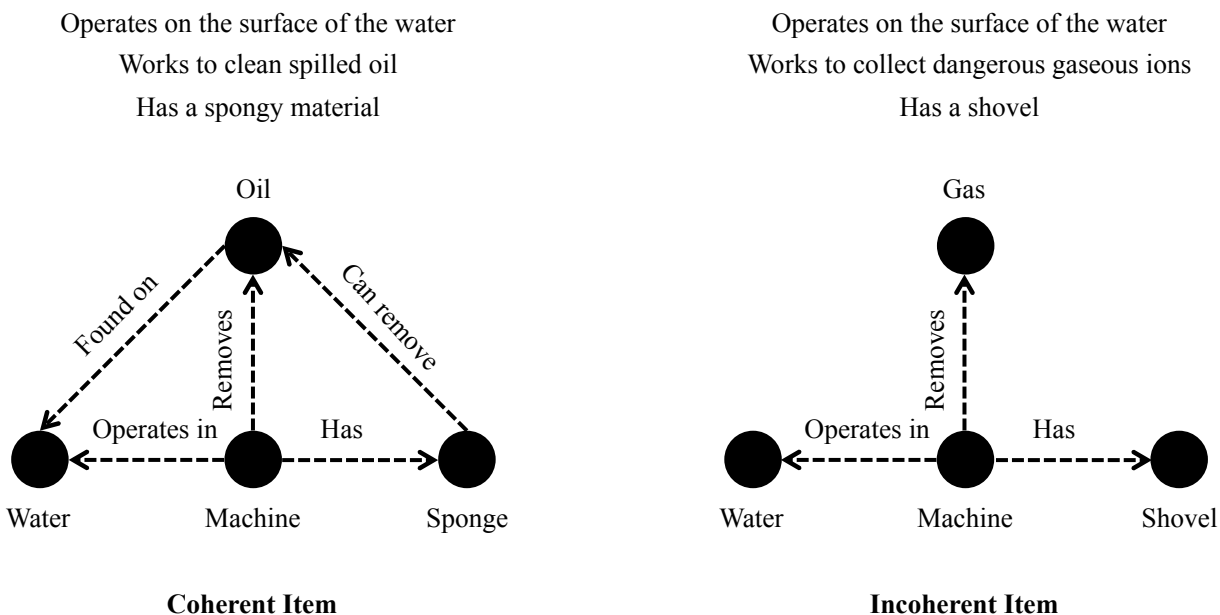 Operates on the surface of the water
Works to clean spilled oil
Has a spongy material
Oil
Found on
Removes
Can remove
Operates in
Has
Water
Machine
Sponge
Coherent Item
Operates on the surface of the water
Works to collect dangerous gaseous ions
Has a shovel
Gas
Removes
Operates in
Has
Water
Machine
Shovel
Incoherent Item